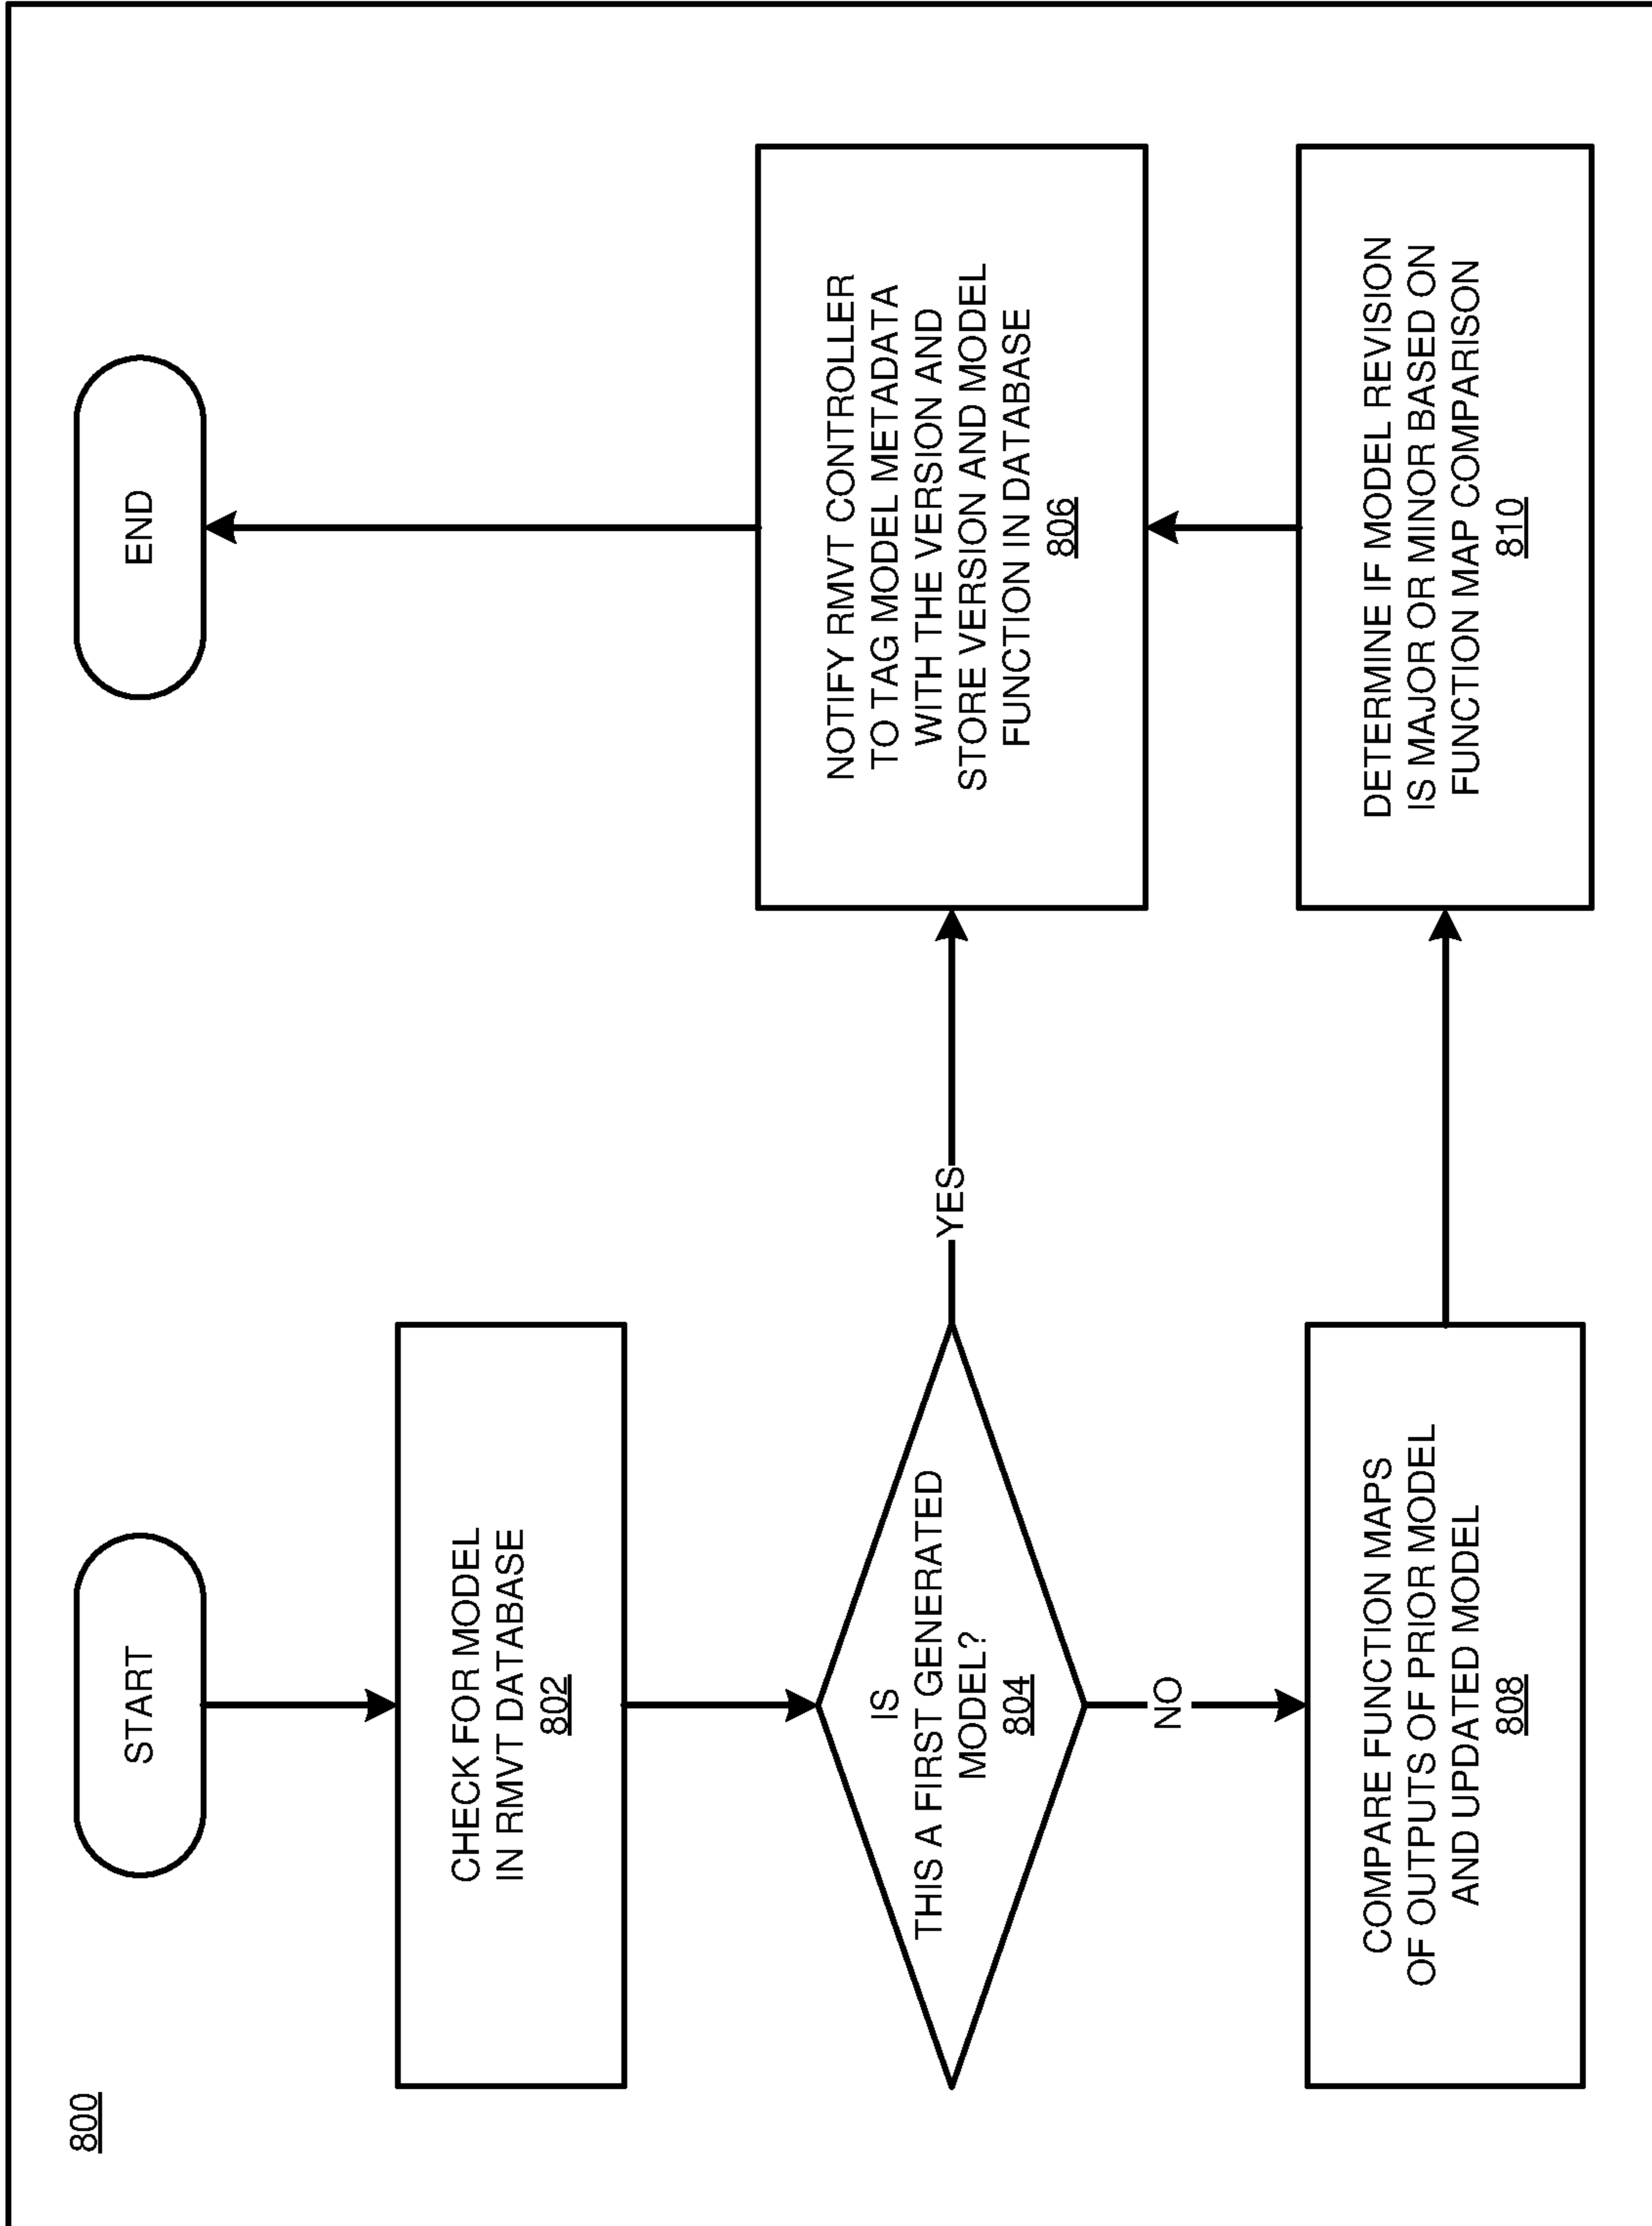 800
START
CHECK FOR MODEL
IN RMVT DATABASE
802
IS
THIS A FIRST GENERATED
MODEL?
804
YES
NO
NOTIFY RMVT CONTROLLER
TO TAG MODEL METADATA
WITH THE VERSION AND
STORE VERSION AND MODEL
FUNCTION IN DATABASE
806
COMPARE FUNCTION MAPS
OF OUTPUTS OF PRIOR MODEL
AND UPDATED MODEL
808
DETERMINE IF MODEL REVISION
IS MAJOR OR MINOR BASED ON
FUNCTION MAP COMPARISON
810
END